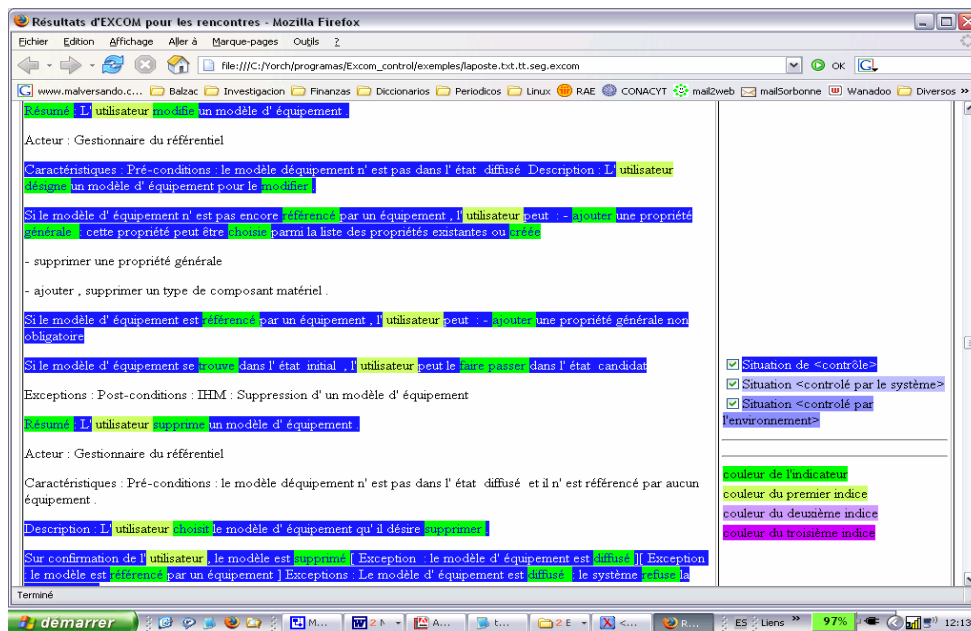 Résultats d'EXCOM pour les rencontres - Mozilla Firefox
Eichier Edition Affichage Aller à Marque-pages Outils ?
file:///C:/Yorch/programas/Excom_control/exemples/laposte.txt.tt.seg.excom
OK
www.malversando.c... Balzac Investigacion Finanzas Diccionarios Periodicos Linux RAE CONACYT mail2web mailSorbonne Wanadoo Diversos »
Résumé : L' utilisateur modifie un modèle d' équipement .
Acteur : Gestionnaire du référentiel
Caractéristiques : Pré-conditions : le modèle déquipement n' est pas dans l' état diffusé Description : L' utilisateur
désigne un modèle d' équipement pour le modifier .
Si le modèle d' équipement n' est pas encore référencé par un équipement , l' utilisateur peut : - ajouter une propriété
générale ; cette propriété peut être choisie parmi la liste des propriétés existantes ou créée
- supprimer une propriété générale
- ajouter , supprimer un type de composant matériel .
Si le modèle d' équipement est référencé par un équipement , l' utilisateur peut : - ajouter une propriété générale non
obligatoire
Si le modèle d' équipement se trouve dans l' état initial , l' utilisateur peut le faire passer dans l' état candidat
Exceptions : Post-conditions : IHM : Suppression d' un modèle d' équipement
Résumé : L' utilisateur supprime un modèle d' équipement .
Acteur : Gestionnaire du référentiel
Caractéristiques : Pré-conditions : le modèle déquipement n' est pas dans l' état diffusé et il n' est référencé par aucun
équipement .
Description : L' utilisateur choisit le modèle d' équipement qu' il désire supprimer .
Sur confirmation de l' utilisateur , le modèle est supprimé [ Exception : le modèle d' équipement est diffusé ][ Exception
: le modèle est référencé par un équipement ] Exceptions : Le modèle d' équipement est diffusé : le système refuse la
Situation de <contrôle>
Situation <controlé par le système>
Situation <controlé par
l'environnement>
couleur de l'indicateur
couleur du premier indice
couleur du deuxième indice
couleur du troisième indice
Terminé
démarrer M... 2 M A... t... 2 E <... R... ES Liens » 97% 12:13